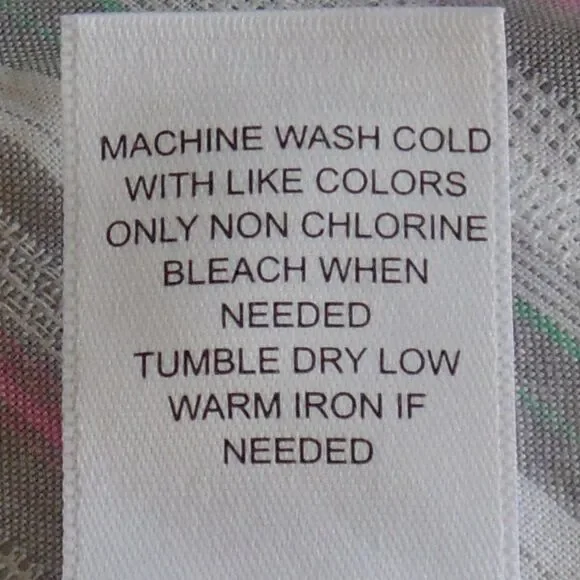 MACHINE WASH COLD
WITH LIKE COLORS
ONLY NON CHLORINE
BLEACH WHEN
NEEDED
TUMBLE DRY LOW
WARM IRON IF
NEEDED